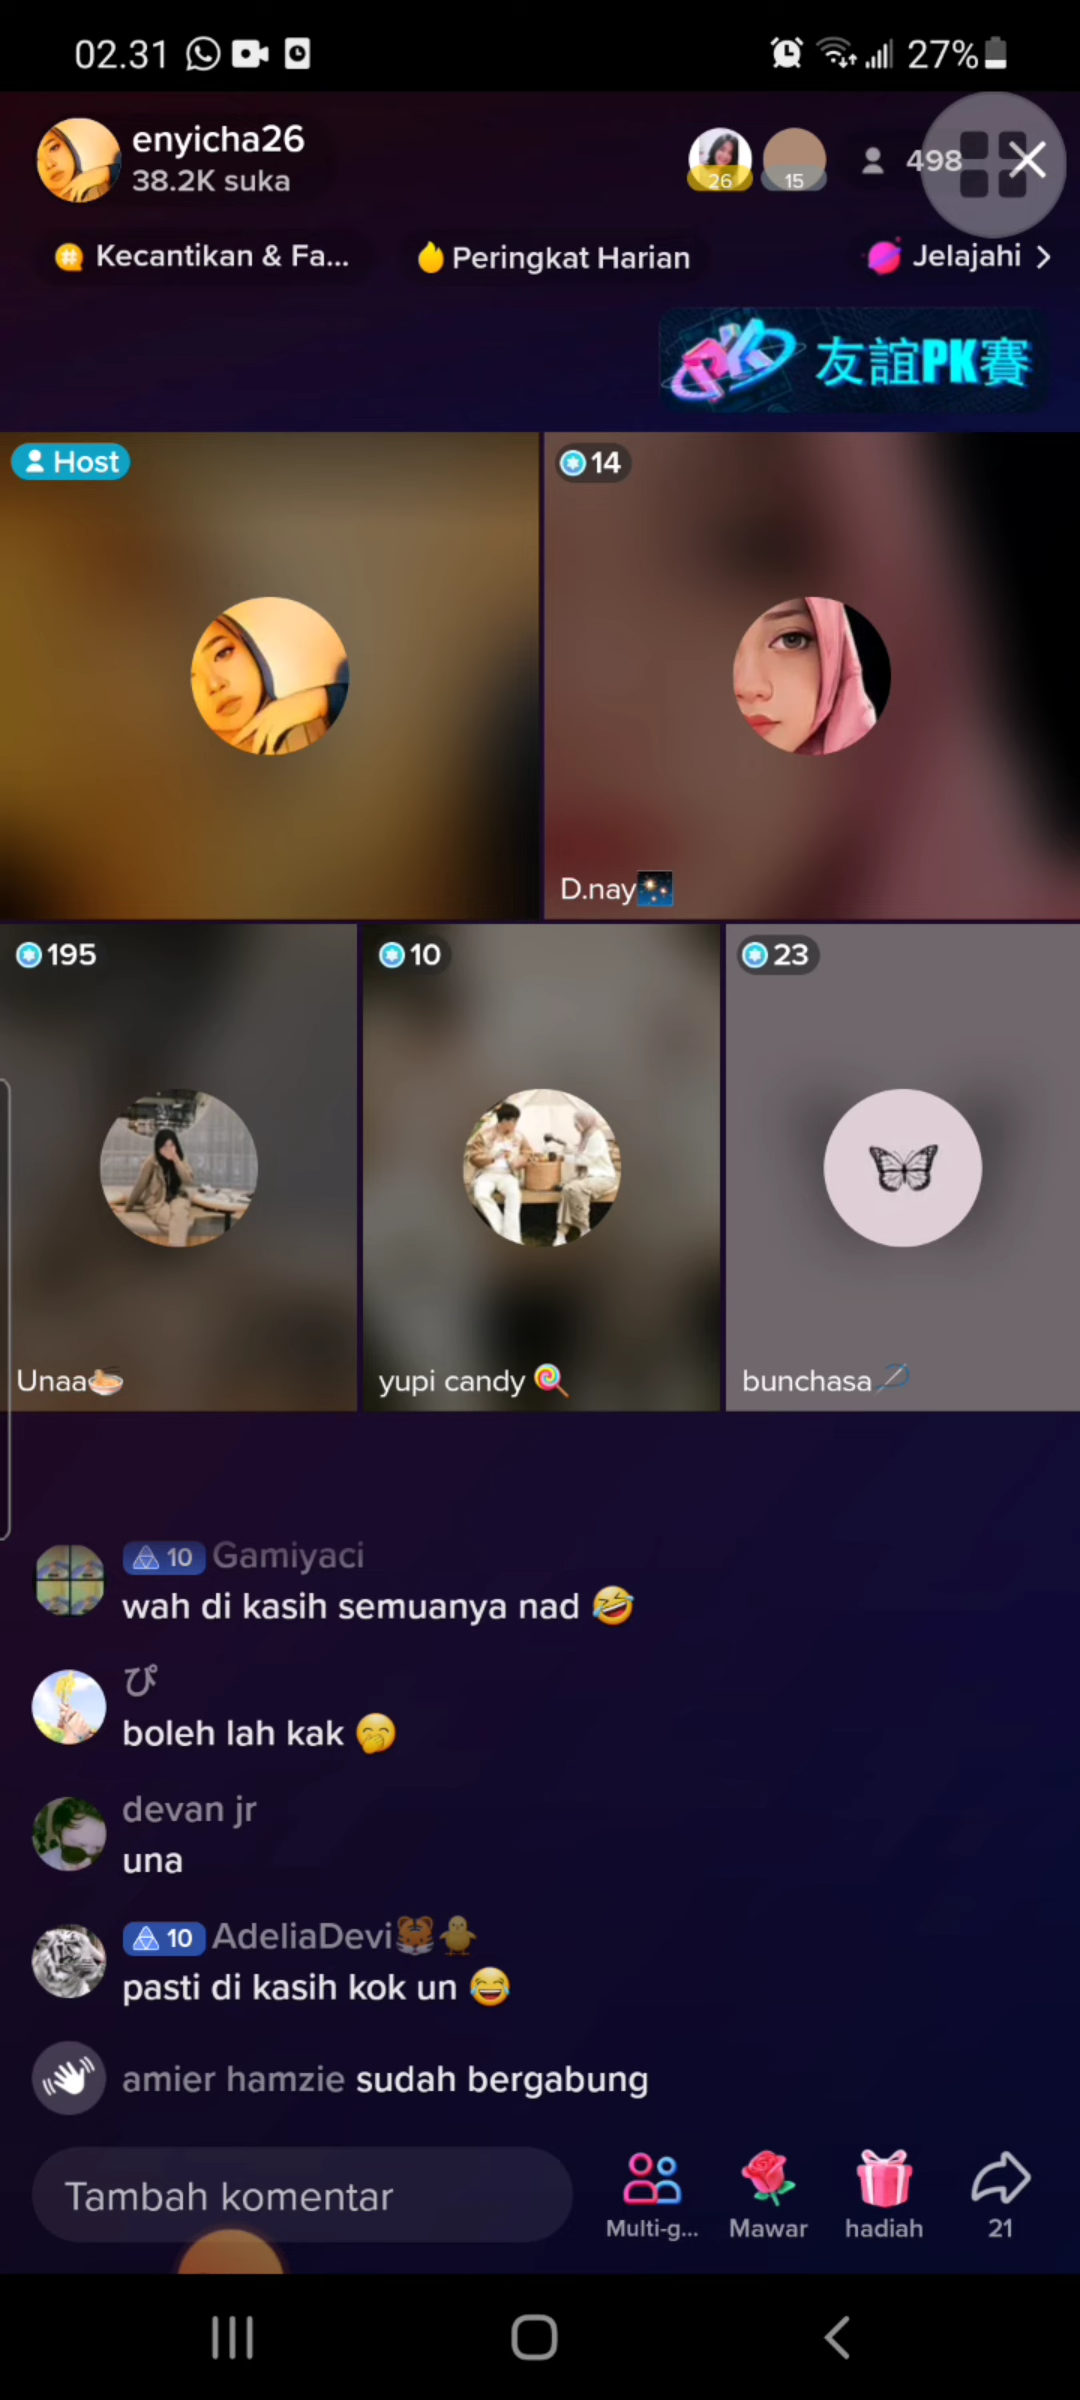 02.31
27%
enyicha26
38.2K suka
26
15
498
Kecantikan & Fa...
Peringkat Harian
Jelajahi
PK 友誼PK賽
Host
14
D.nay
195
10
23
Unaa
yupi candy
bunchasa
10 Gamiyaci
wah di kasih semuanya nad
ぴ
boleh lah kak
devan jr
una
10 AdeliaDevi
pasti di kasih kok un
amier hamzie sudah bergabung
Tambah komentar
Multi-g...
Mawar
hadiah
21